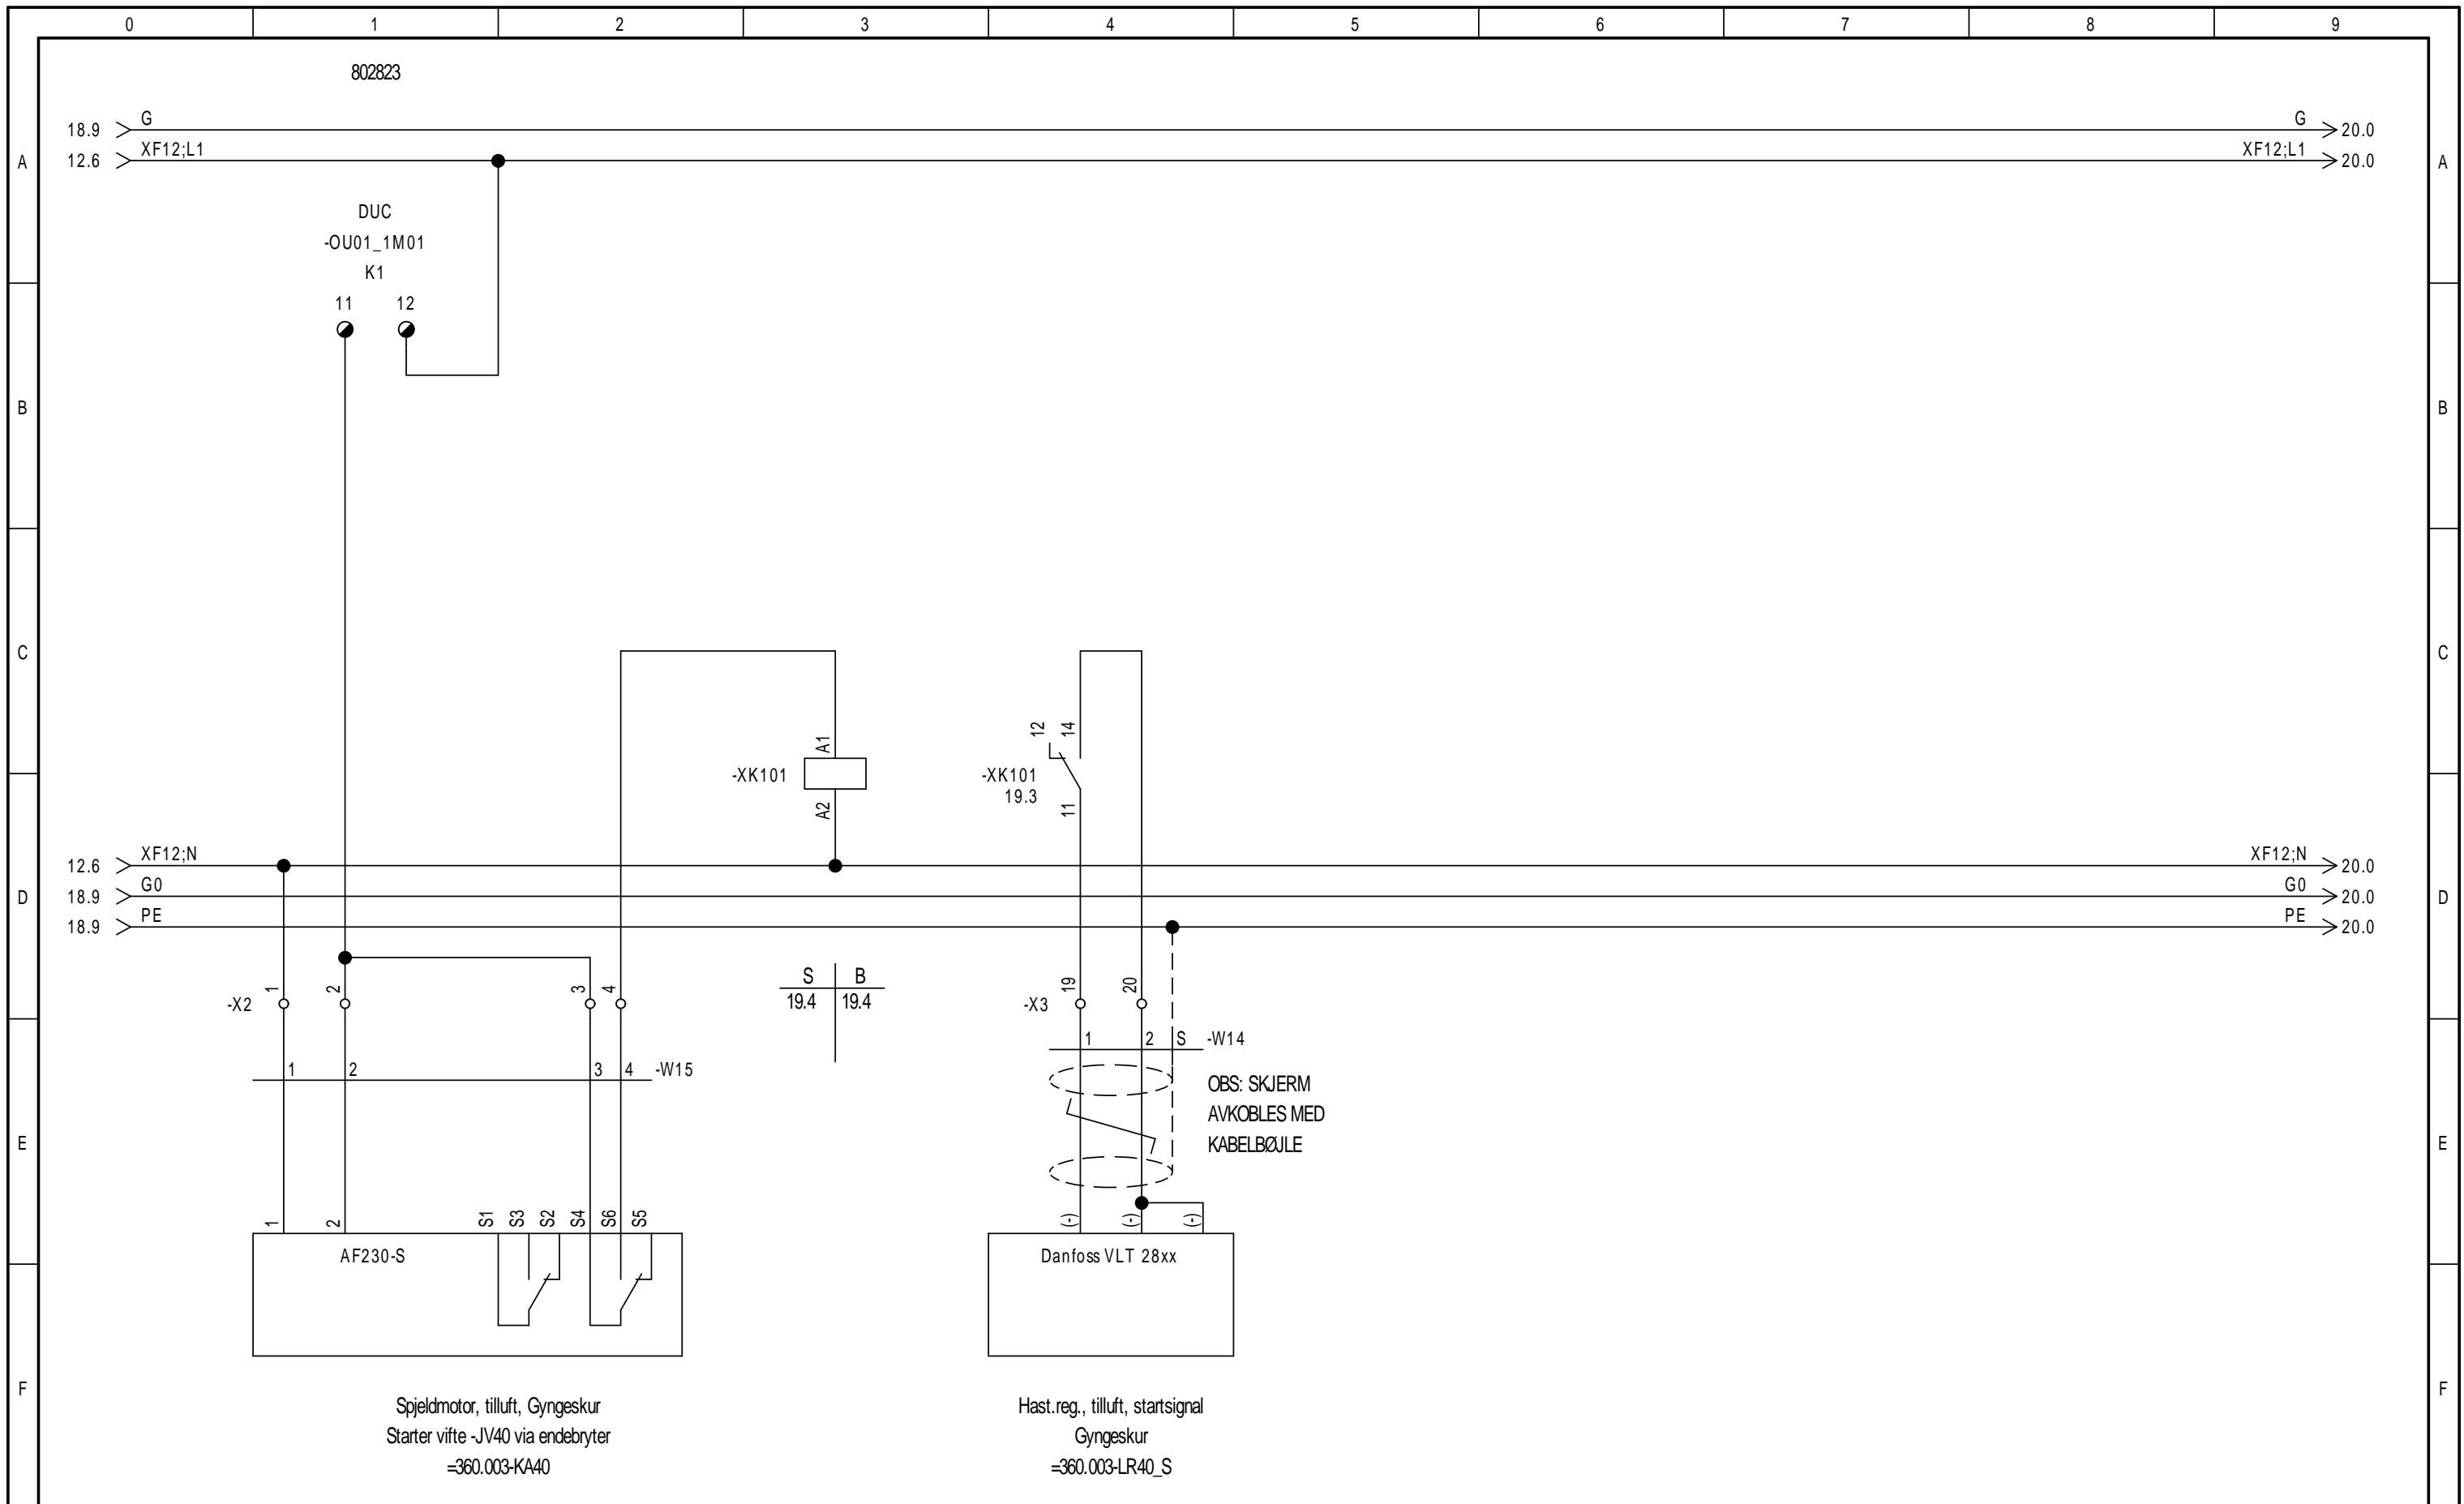 0 1 2 3 4 5 6 7 8 9
802823
18.9 G G 20.0
A 12.6 XF12;L1 XF12;L1 20.0 A
DUC
-OU01_1M01
K1
11 12
B B
C C
12 14
A1
-XK101 -XK101
19.3
A2 11
12.6 XF12;N XF12;N 20.0
D 18.9 G0 G0 20.0 D
18.9 PE PE 20.0
S B
-X2 1 2 3 4 19.4 19.4 -X3 19 20
1 2 S -W14
1 2 3 4 -W15
OBS: SKJERM
AVKOBLES MED
KABELBØJLE
E E
1 2 S1 S3 S2 S4 S6 S5 (-) (-) (-)
AF230-S Danfoss VLT 28xx
F F
Spjeldmotor, tilluft, Gyngeskur
Starter vifte -JV40 via endebryter
=360.003-KA40
Hast.reg., tilluft, startsignal
Gyngeskur
=360.003-LR40_S